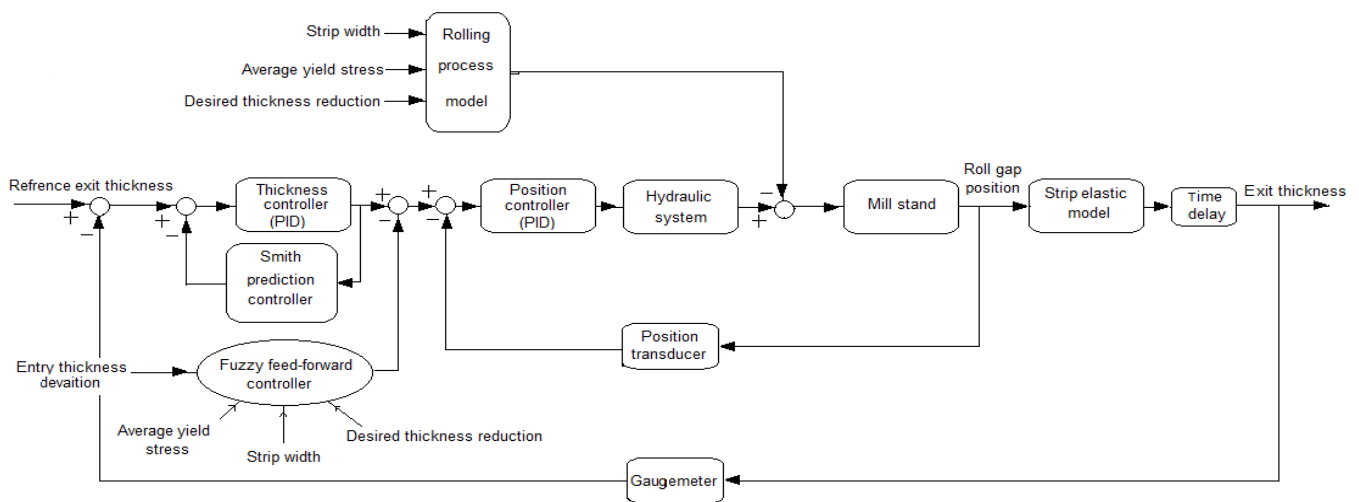 Strip width
Average yield stress
Desired thickness reduction
Rolling
process
model
Refrence exit thickness
+
−
+
−
Thickness
controller
(PID)
Smith
prediction
controller
+
−
+
−
Position
controller
(PID)
Hydraulic
system
−
+
Mill stand
Roll gap
position
Strip elastic
model
Time
delay
Exit thickness
Position
transducer
Entry thickness
devaition
Fuzzy feed-forward
controller
Average yield
stress
Strip width
Desired thickness reduction
Gaugemeter